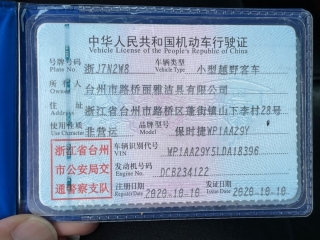 中华人民共和国机动车行驶证
Vehicle License of the People's Republic of China
号牌号码 浙J7N2W8 车辆类型 小型越野客车
Plate No. Vehicle Type
所有人 台州市路桥丽雅洁具有限公司
Owner
住址 浙江省台州市路桥区蓬街镇山下李村28号
Address
使用性质 非营运 品牌型号 保时捷WP1AA29Y
Use Character Model
浙江省台州
市公安局交
通警察支队
车辆识别代号 WP1AA29Y5LDA18396
VIN
发动机号码 DCB234122
Engine No.
注册日期 2020-10-10 发证日期 2020-10-10
Register Date Issue Date